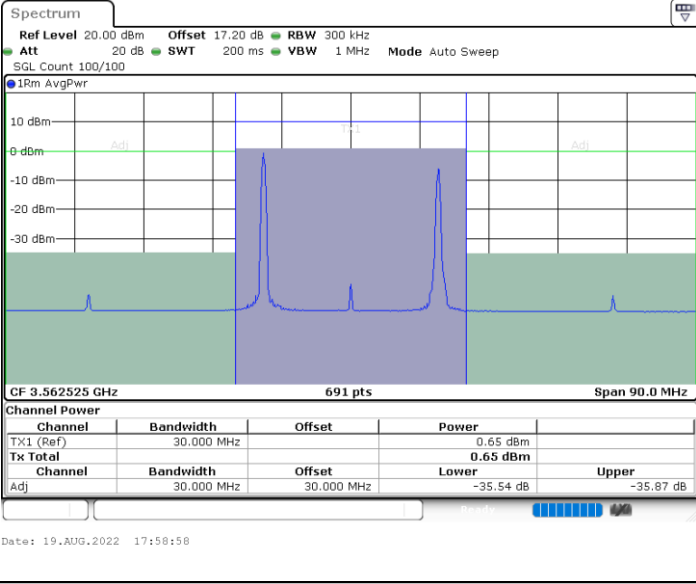 Spectrum
Ref Level 20.00 dBm Offset 17.20 dB RBW 300 kHz
Att 20 dB SWT 200 ms VBW 1 MHz Mode Auto Sweep
SGL Count 100/100
1Rm AvgPwr
10 dBm
Tx1
0 dBm Adj Adj
-10 dBm
-20 dBm
-30 dBm
CF 3.562525 GHz 691 pts Span 90.0 MHz
Channel Power
Channel Bandwidth Offset Power
TX1 (Ref) 30.000 MHz 0.65 dBm
Tx Total 0.65 dBm
Channel Bandwidth Offset Lower Upper
Adj 30.000 MHz 30.000 MHz -35.54 dB -35.87 dB
Ready
Date: 19.AUG.2022 17:58:58